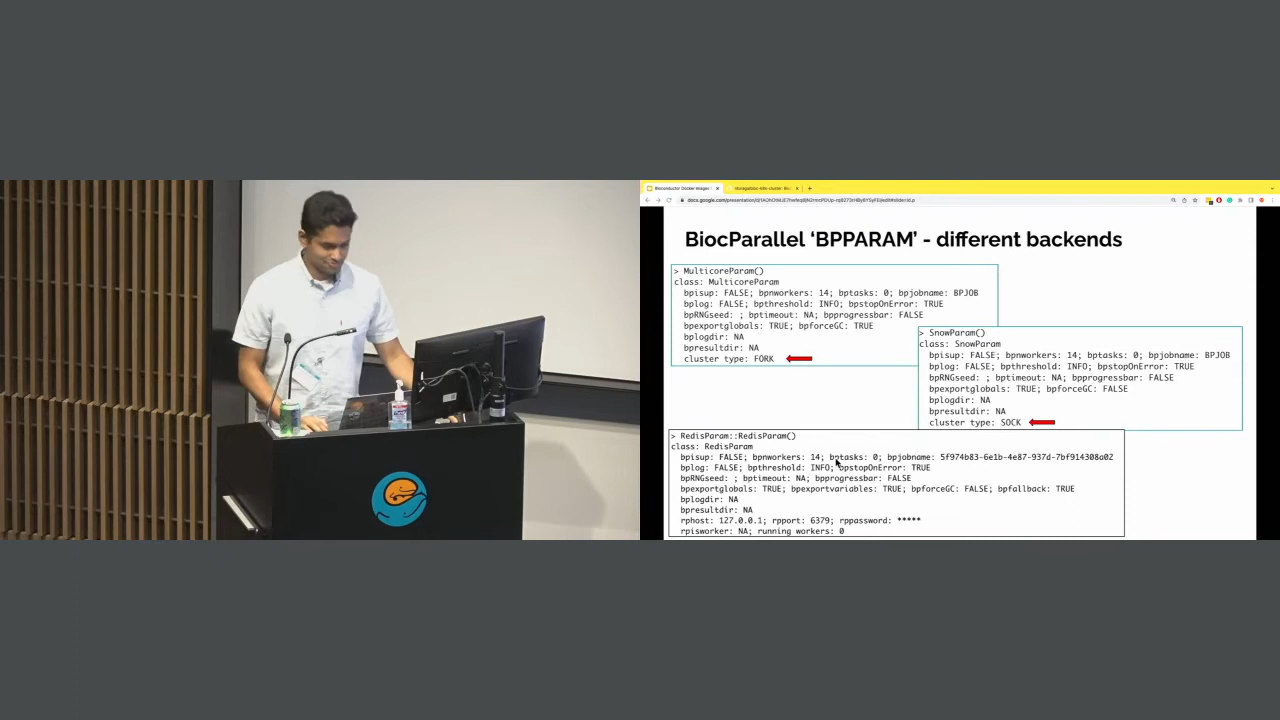 BiocParallel ‘BPPARAM’ - different backends
> MulticoreParam()
class: MulticoreParam
bpisup: FALSE; bpnworkers: 14; bptasks: 0; bpjobname: BPJOB
bplog: FALSE; bpthreshold: INFO; bpstopOnError: TRUE
bpRNGseed: ; bptimeout: NA; bpprogressbar: FALSE
bpexportglobals: TRUE; bpforceGC: TRUE
bplogdir: NA
bpresultdir: NA
cluster type: FORK
> SnowParam()
class: SnowParam
bpisup: FALSE; bpnworkers: 14; bptasks: 0; bpjobname: BPJOB
bplog: FALSE; bpthreshold: INFO; bpstopOnError: TRUE
bpRNGseed: ; bptimeout: NA; bpprogressbar: FALSE
bpexportglobals: TRUE; bpforceGC: FALSE
bplogdir: NA
bpresultdir: NA
cluster type: SOCK
> RedisParam::RedisParam()
class: RedisParam
bpisup: FALSE; bpnworkers: 14; bptasks: 0; bpjobname: 5f974b83-6e1b-4e87-937d-7bf914308a02
bplog: FALSE; bpthreshold: INFO; bpstopOnError: TRUE
bpRNGseed: ; bptimeout: NA; bpprogressbar: FALSE
bpexportglobals: TRUE; bpexportvariables: TRUE; bpforceGC: FALSE; bpfallback: TRUE
bplogdir: NA
bpresultdir: NA
rphost: 127.0.0.1; rpport: 6379; rppassword: *****
rpisworker: NA; running workers: 0